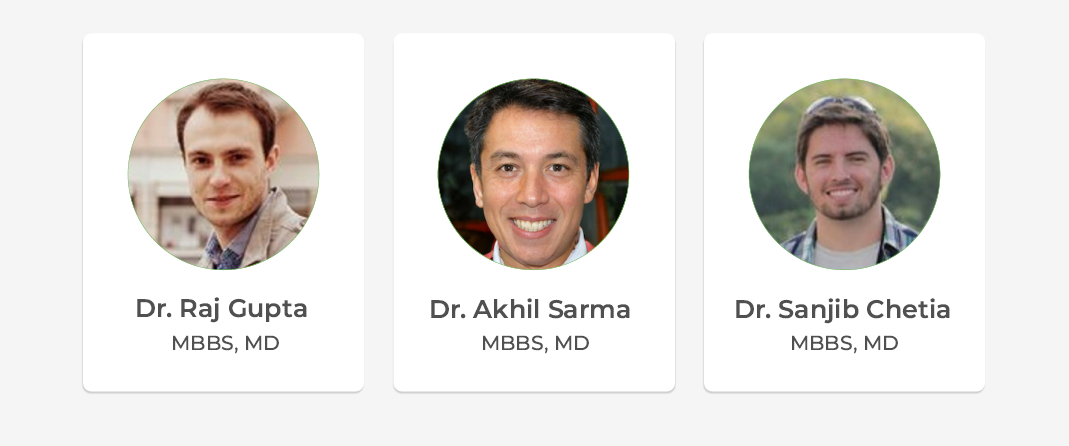 Dr. Raj Gupta
MBBS, MD
Dr. Akhil Sarma
MBBS, MD
Dr. Sanjib Chetia
MBBS, MD